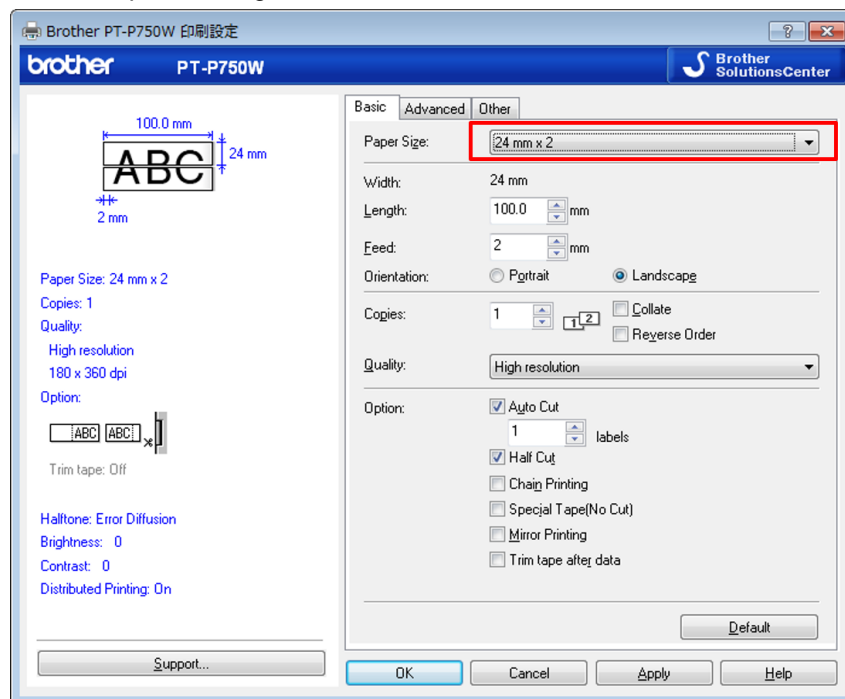 Brother PT-P750W 印刷設定
brother PT-P750W
Brother SolutionsCenter
100.0 mm
ABC
24 mm
2 mm
Paper Size: 24 mm x 2
Copies: 1
Quality:
High resolution
180 x 360 dpi
Option:
ABC ABC
Trim tape: Off
Halftone: Error Diffusion
Brightness: 0
Contrast: 0
Distributed Printing: On
Support...
Basic Advanced Other
Paper Size: 24 mm x 2
Width: 24 mm
Length: 100.0 mm
Feed: 2 mm
Orientation: Portrait Landscape
Copies: 1 1 2 Collate
Reverse Order
Quality: High resolution
Option: Auto Cut
1 labels
Half Cut
Chain Printing
Special Tape(No Cut)
Mirror Printing
Trim tape after data
Default
OK Cancel Apply Help